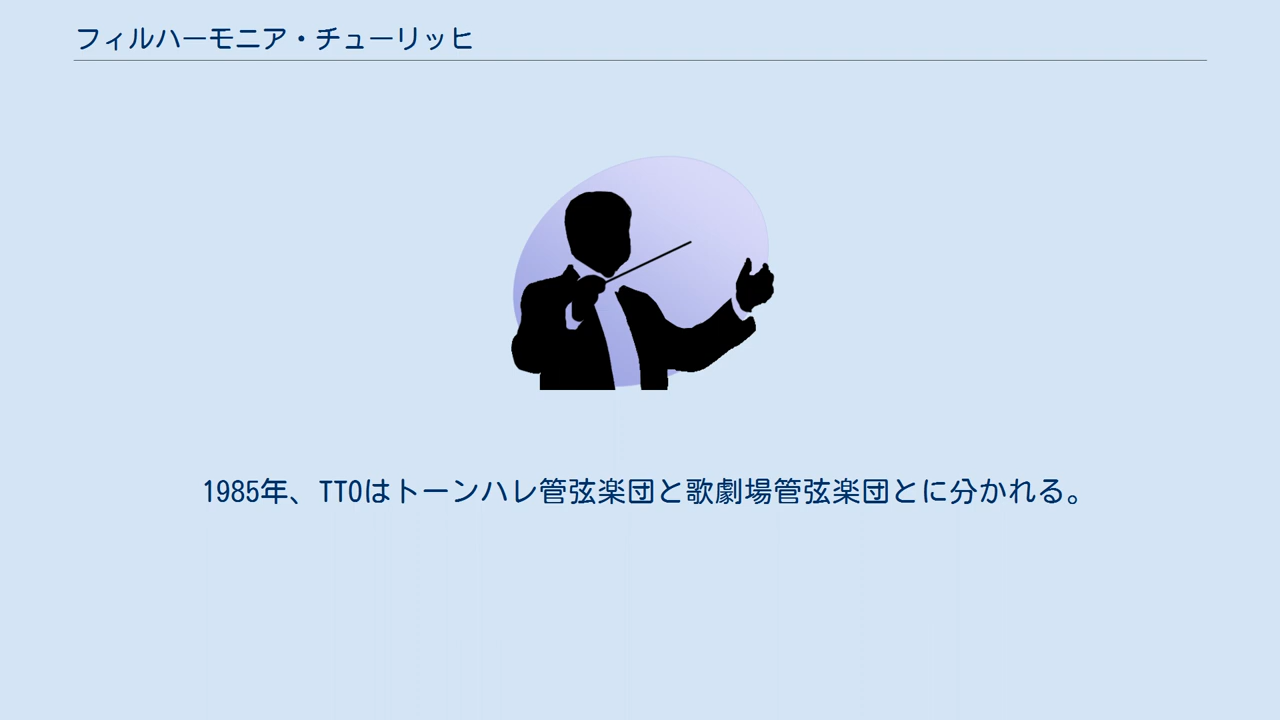 フィルハーモニア・チューリッヒ
1985年、TTOはトーンハレ管弦楽団と歌劇場管弦楽団とに分かれる。